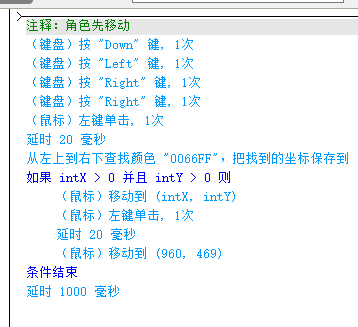 注释：角色先移动
（键盘）按 "Down" 键, 1次
（键盘）按 "Left" 键, 1次
（键盘）按 "Right" 键, 1次
（键盘）按 "Right" 键, 1次
（鼠标）左键单击, 1次
延时 20 毫秒
从左上到右下查找颜色 "0066FF"，把找到的坐标保存到
如果 intX > 0 并且 intY > 0 则
（鼠标）移动到 (intX, intY)
（鼠标）左键单击, 1次
延时 20 毫秒
（鼠标）移动到 (960, 469)
条件结束
延时 1000 毫秒